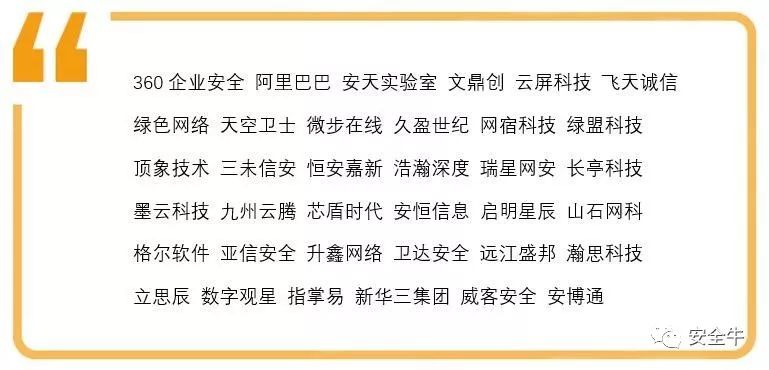 360 企业安全 阿里巴巴 安天实验室 文鼎创 云屏科技 飞天诚信
绿色网络 天空卫士 微步在线 久盈世纪 网宿科技 绿盟科技
顶象技术 三未信安 恒安嘉新 浩瀚深度 瑞星网安 长亭科技
墨云科技 九州云腾 芯盾时代 安恒信息 启明星辰 山石网科
格尔软件 亚信安全 升鑫网络 卫达安全 远江盛邦 瀚思科技
立思辰 数字观星 指掌易 新华三集团 威客安全 安博通
安全牛